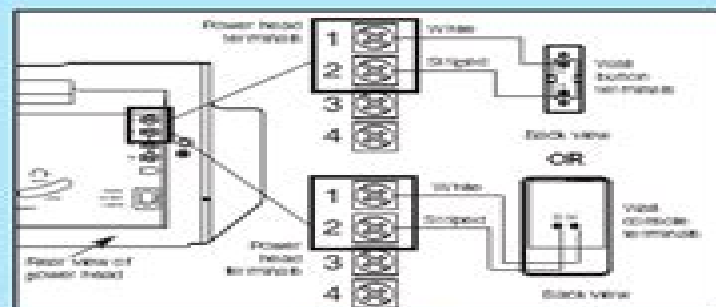 Power head
terminals
1
White
2
Striped
3
4
Wall
button
terminals
Back view
OR
1
White
2
Striped
3
4
Power
head
terminals
Wall
console
terminals
Back view
Rear view of
power head